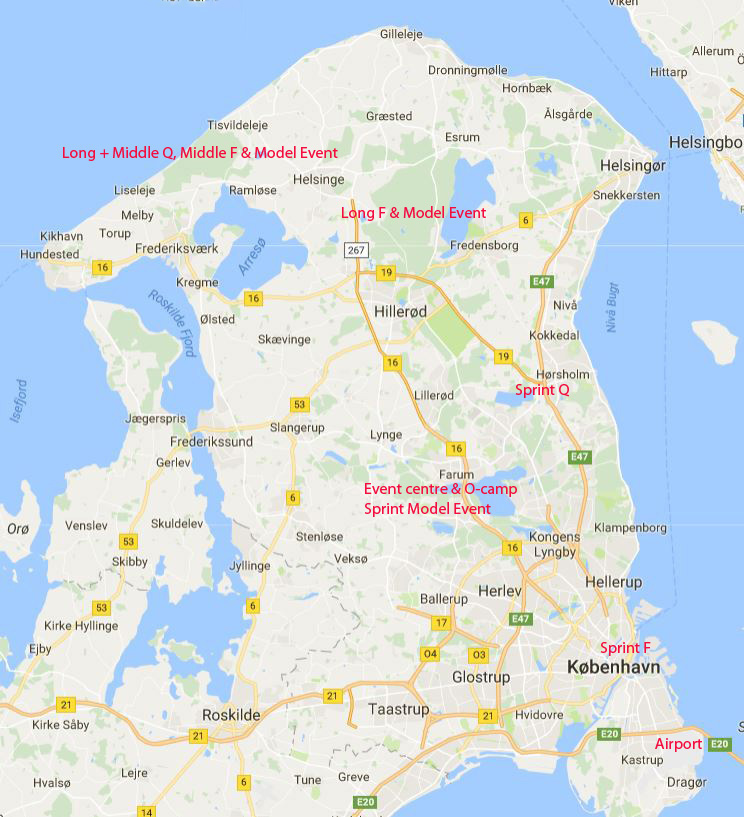 Viken
Gilleleje
Allerum
Hittarp
Dronningmølle
Hornbæk
Ålsgårde
Græsted
Tisvildeleje
Esrum
Helsingbo
Long + Middle Q, Middle F & Model Event
Helsingør
Helsinge
Liseleje
Ramløse
Snekkersten
Melby
Long F & Model Event
6
Torup
Kikhavn
Frederiksværk
Fredensborg
Hundested
267
Arresø
16
19
E47
Kregme
16
Roskilde Fjord
Nivå
Nivå Bugt
Hillerød
Ølsted
Kokkedal
Skævinge
19
16
Hørsholm
Sprint Q
Isefjord
Lillerød
53
Jægerspris
Slangerup
Lynge
Frederikssund
16
E47
Gerlev
Farum
Event centre & O-camp
Sprint Model Event
6
Orø
Venslev
Skuldelev
Klampenborg
Stenløse
Kongens
Lyngby
53
16
Skibby
Veksø
Jyllinge
Hellerup
Herlev
Ballerup
53
6
E47
17
Kirke Hyllinge
Ejby
Sprint F
O4
O3
København
Glostrup
21
21
Taastrup
Roskilde
21
Hvidovre
Kirke Såby
21
E20
Airport
E20
Kastrup
Lejre
Tune
Greve
Hvalsø
6
Dragør
E20
14